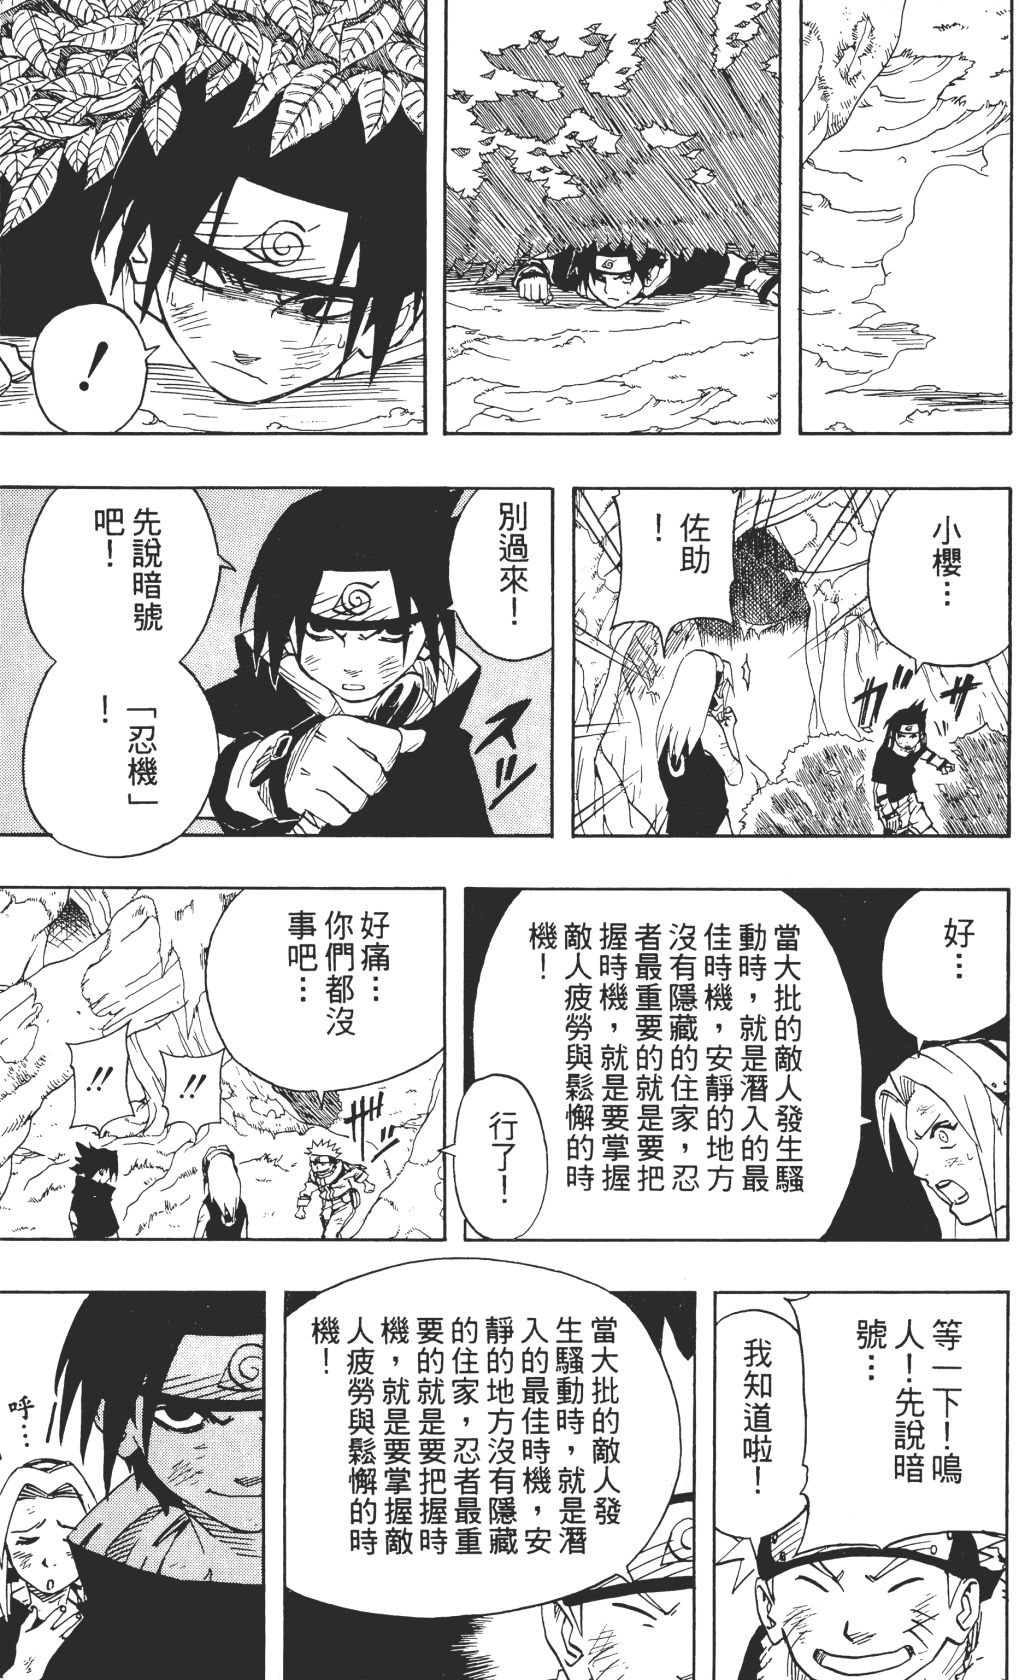 ！
小櫻…
佐助
！
ガザ
別過來！
先說暗號
吧！
「忍機」
！
スッ
好…
當大批的敵人發生騷
動時，就是潛入的最
佳時機，安靜的地方
沒有隱藏的住家，忍
者最重要的就是要把
握時機，就是要掌握
敵人疲勞與鬆懈的時
機！
行了！
好痛…
你們都沒
事吧…
ガザザ
!!
!!
等一下！鳴
人！先說暗
號…
我知道啦！
當大批的敵人發
生騷動時，就是潛
入的最佳時機，安
靜的地方沒有隱藏
的住家，忍者最重
要的就是要把握時
機，就是要掌握敵
人疲勞與鬆懈的時
機！
呼…